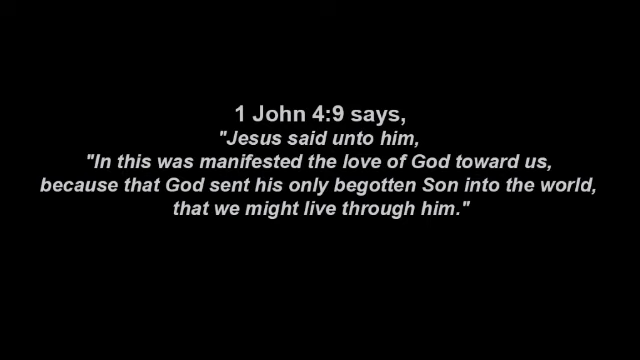 1 John 4:9 says,
"Jesus said unto him,
"In this was manifested the love of God toward us,
because that God sent his only begotten Son into the world,
that we might live through him."